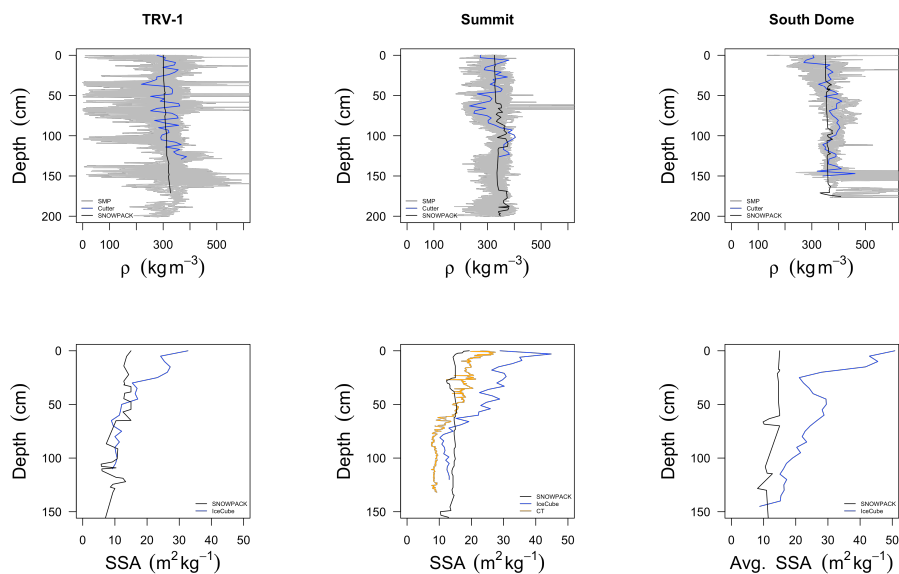 TRV-1
Summit
South Dome
0
50
100
150
200
Depth (cm)
SMP
Cutter
SNOWPACK
0 100 300 500
ρ (kg m⁻³)
0
50
100
150
200
Depth (cm)
SMP
Cutter
SNOWPACK
0 100 300 500
ρ (kg m⁻³)
0
50
100
150
200
Depth (cm)
SMP
Cutter
SNOWPACK
0 100 300 500
ρ (kg m⁻³)
0
50
100
150
Depth (cm)
SNOWPACK
IceCube
0 10 20 30 40 50
SSA (m² kg⁻¹)
0
50
100
150
Depth (cm)
SNOWPACK
IceCube
CT
0 10 20 30 40 50
SSA (m² kg⁻¹)
0
50
100
150
Depth (cm)
SNOWPACK
IceCube
0 10 20 30 40 50
Avg. SSA (m² kg⁻¹)